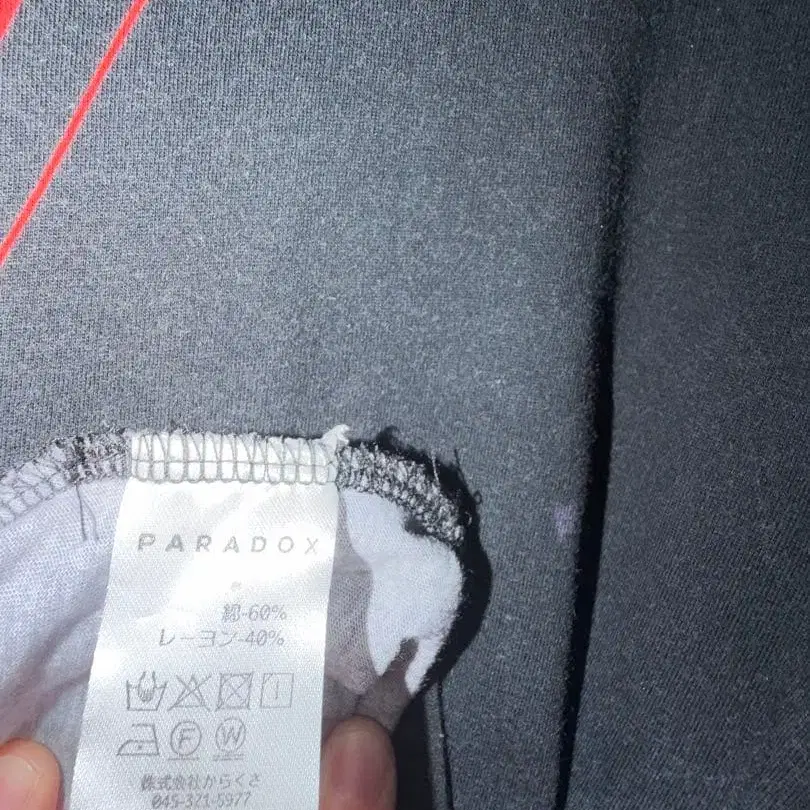 PARADOX
綿-60%
レーヨン-40%
F W
株式会社からくさ
045-321-5977